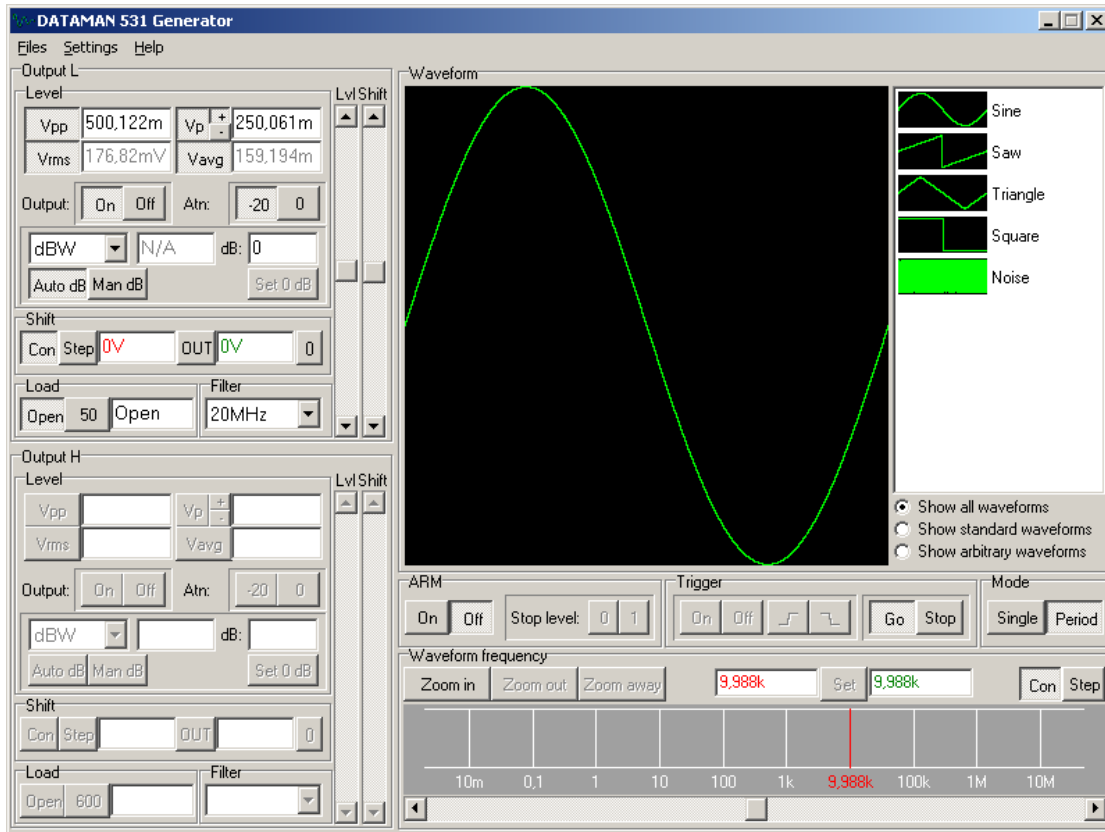 DATAMAN 531 Generator
Files Settings Help
Output L
Level
Lvl Shift
Vpp 500,122m Vp + - 250,061m
Vrms 176,82mV Vavg 159,194m
Output: On Off Atn: -20 0
dBW N/A dB: 0
Auto dB Man dB Set 0 dB
Shift
Con Step 0V OUT 0V 0
Load
Open 50 Open
Filter
20MHz
Output H
Level
Lvl Shift
Vpp Vp + -
Vrms Vavg
Output: On Off Atn: -20 0
dBW dB:
Auto dB Man dB Set 0 dB
Shift
Con Step OUT 0
Load
Open 600
Filter
Waveform
Sine
Saw
Triangle
Square
Noise
Show all waveforms
Show standard waveforms
Show arbitrary waveforms
ARM
On Off Stop level: 0 1
Trigger
On Off Go Stop
Mode
Single Period
Waveform frequency
Zoom in Zoom out Zoom away 9,988k Set 9,988k Con Step
10m 0,1 1 10 100 1k 9,988k 100k 1M 10M